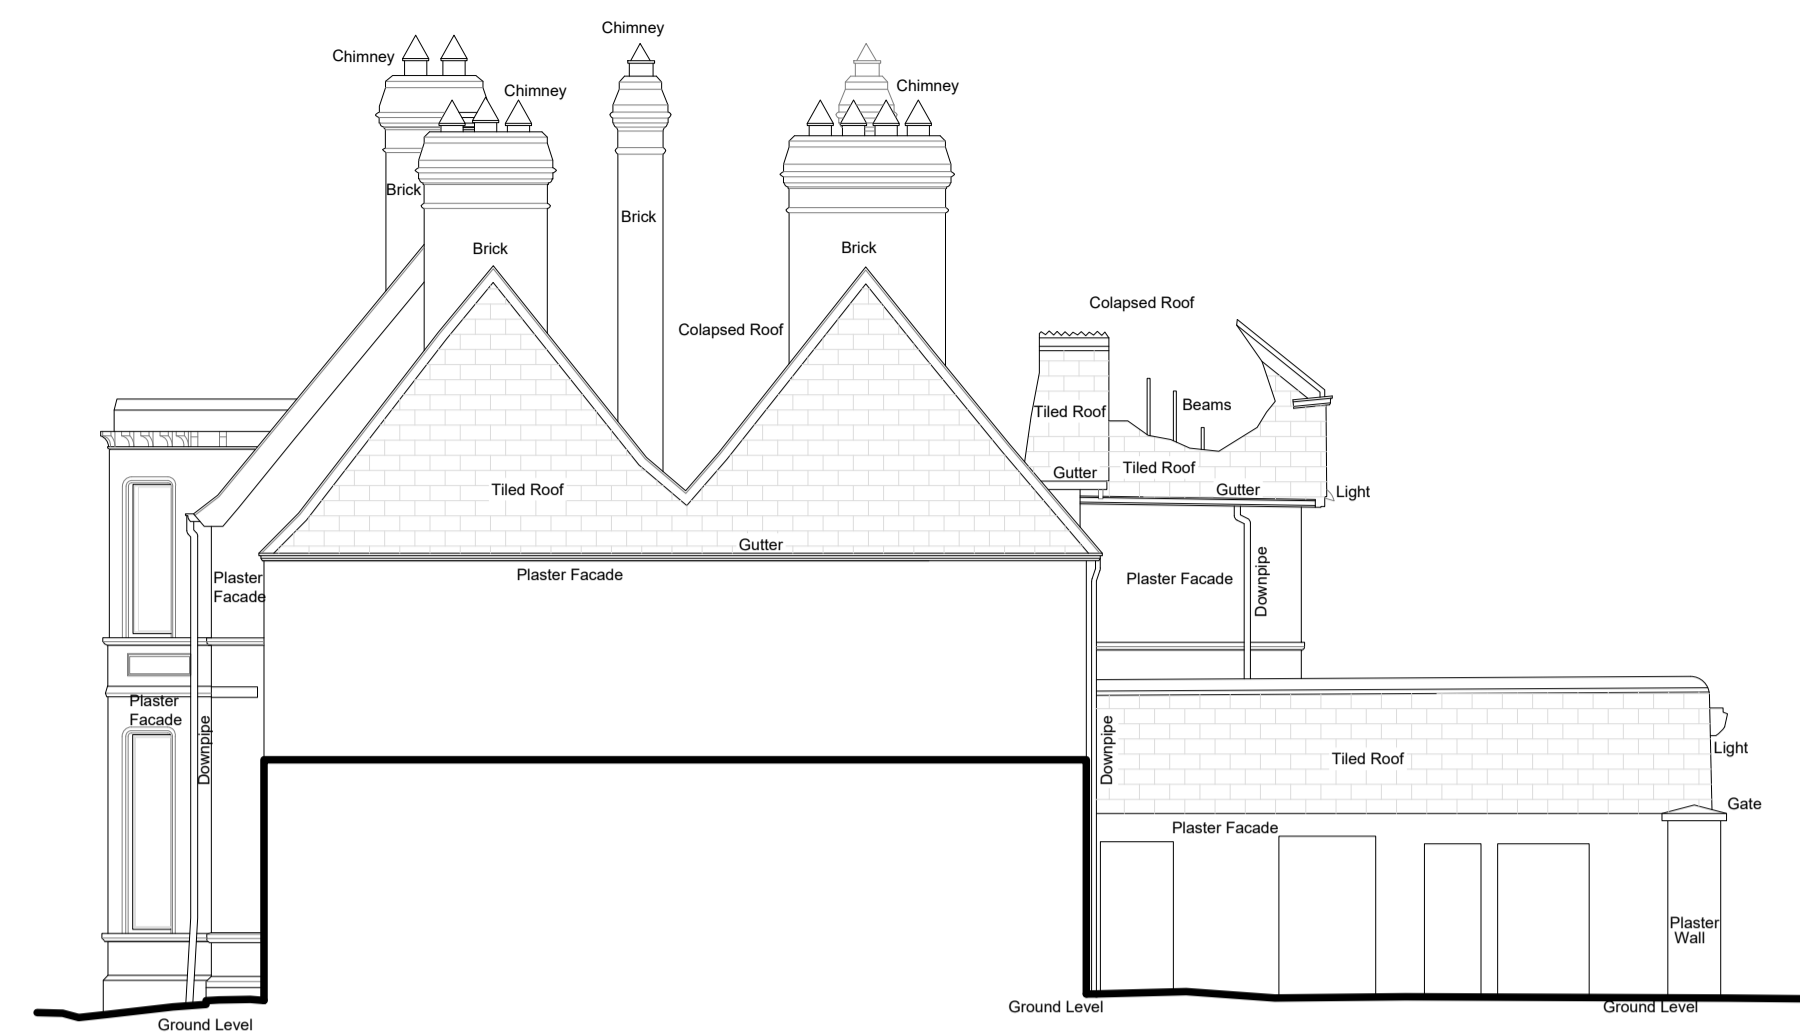 Chimney
Chimney
Chimney
Chimney
Brick
Brick
Brick
Brick
Colapsed Roof
Colapsed Roof
Tiled Roof
Beams
Tiled Roof
Gutter
Tiled Roof
Gutter
Light
Gutter
Plaster Facade
Plaster
Facade
Plaster Facade
Downpipe
Plaster
Facade
Downpipe
Downpipe
Tiled Roof
Light
Gate
Plaster Facade
Plaster
Wall
Ground Level
Ground Level
Ground Level